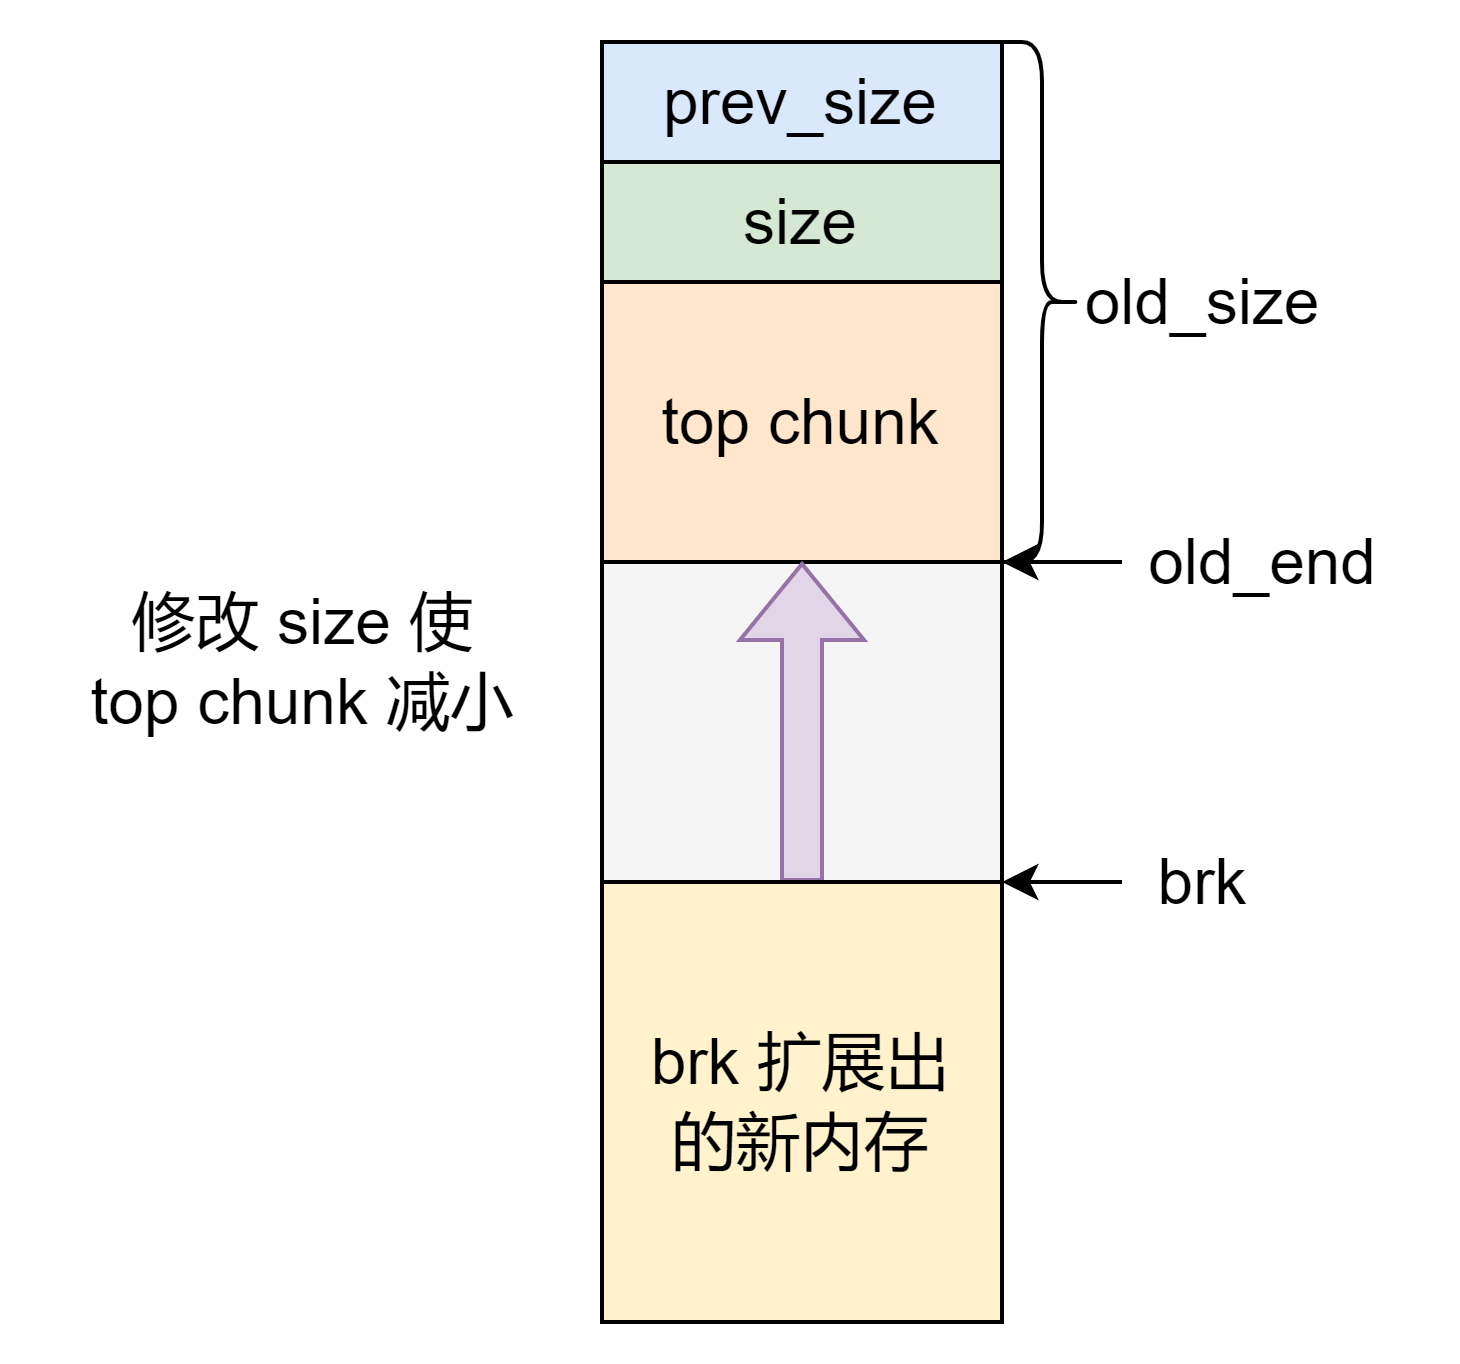 prev_size
size
old_size
top chunk
old_end
修改 size 使
top chunk 减小
brk
brk 扩展出
的新内存